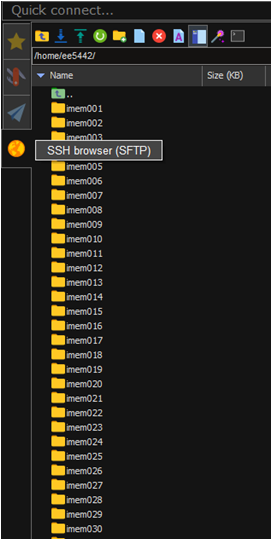 Quick connect...
/home/ee5442/
Name Size (KB)
..
imem001
imem002
imem003
SSH browser (SFTP)
imem005
imem006
imem007
imem008
imem009
imem010
imem011
imem012
imem013
imem014
imem015
imem016
imem017
imem018
imem019
imem020
imem021
imem022
imem023
imem024
imem025
imem026
imem027
imem028
imem029
imem030